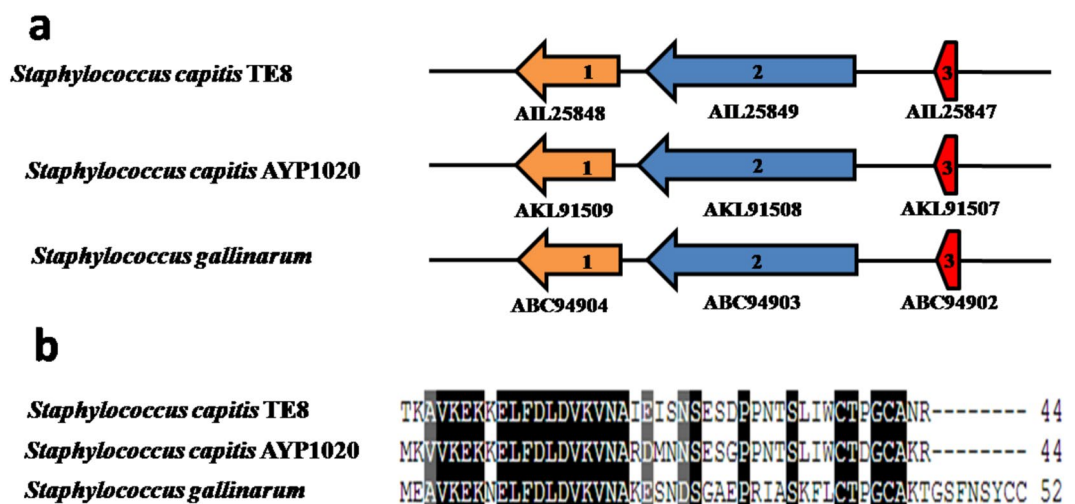 a
Staphylococcus capitis TE8
1 2 3
AIL25848 AIL25849 AIL25847
Staphylococcus capitis AYP1020
1 2 3
AKL91509 AKL91508 AKL91507
Staphylococcus gallinarum
1 2 3
ABC94904 ABC94903 ABC94902
b
Staphylococcus capitis TE8 TKAVKEKKELFDLDVKVNAIEISNSESDPPNTSLIWCTPGCANR-------- 44
Staphylococcus capitis AYP1020 MKVVKEKKELFDLDVKVNARDMNNSESGPPNTSLIWCTDGCAKR-------- 44
Staphylococcus gallinarum MEAVKEKNELFDLDVKVNAKESNDSGAEPRIASKFLCTPGCAKTGSFNSYCC 52